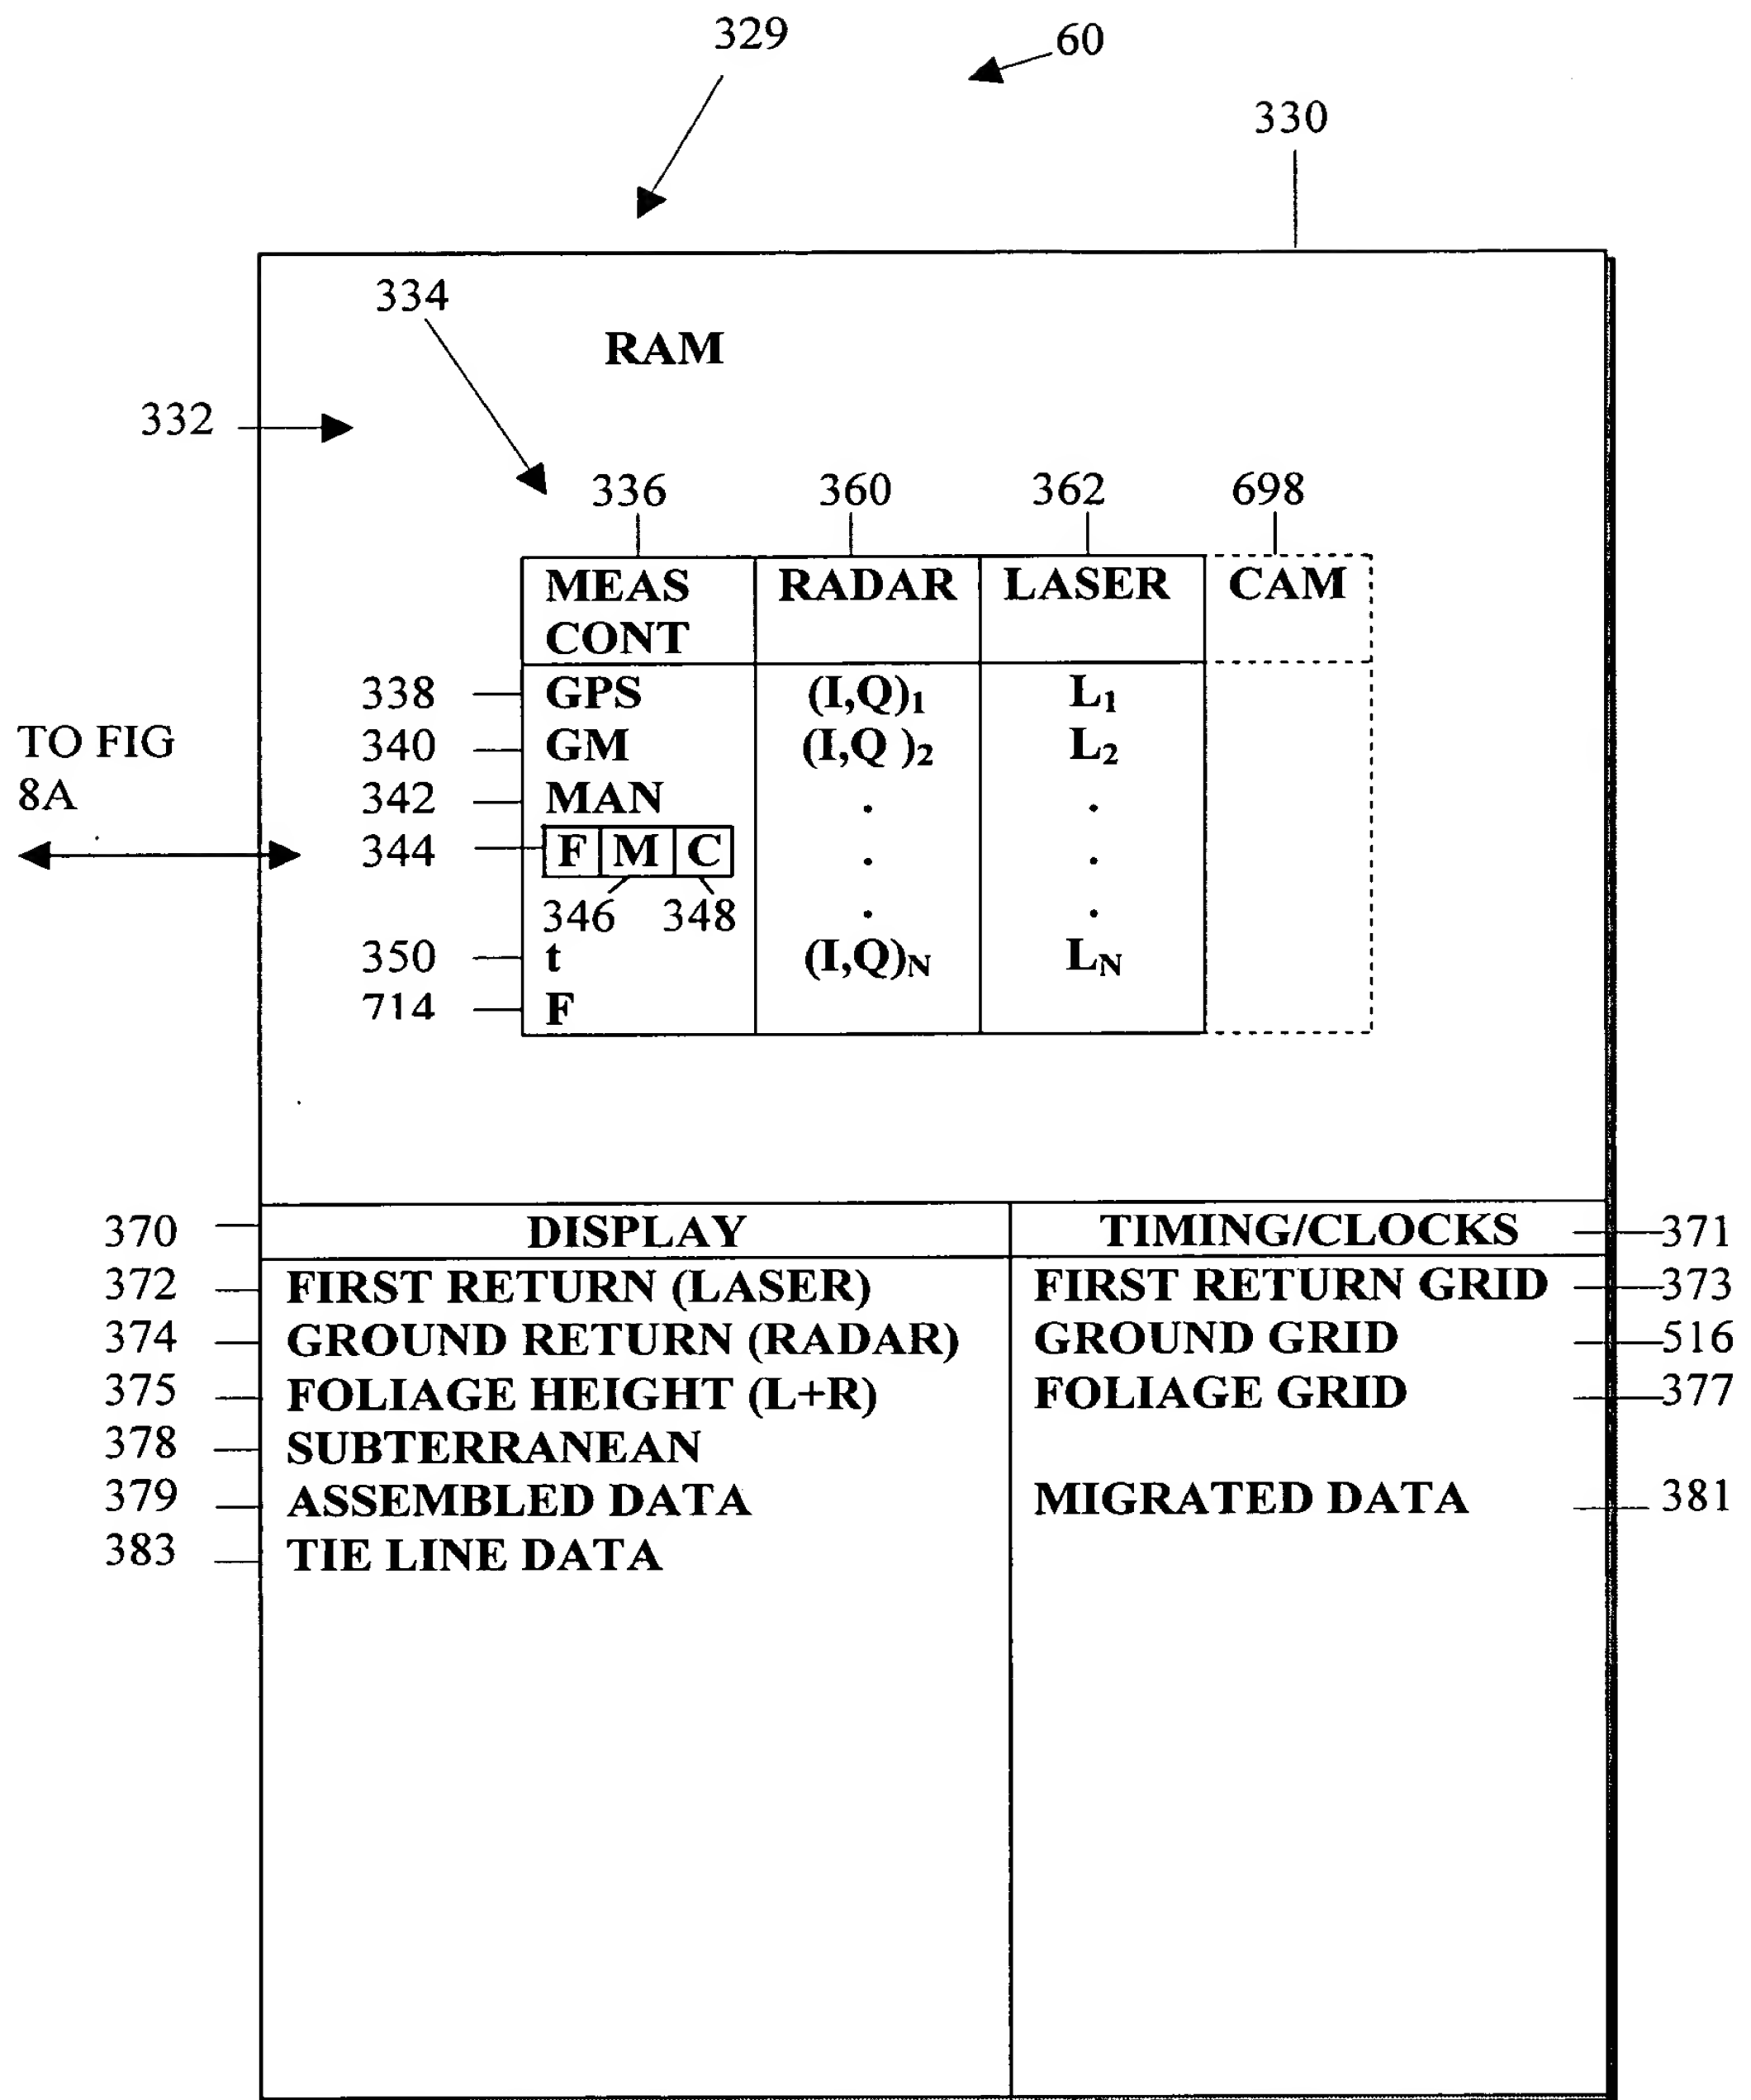 329
60
330
334
RAM
332
336 360 362 698
MEAS CONT RADAR LASER CAM
338 GPS (I,Q)₁ L₁
TO FIG 8A
340 GM (I,Q )₂ L₂
342 MAN . .
344 F M C . .
346 348 . .
350 t (I,Q)N LN
714 F
370 DISPLAY TIMING/CLOCKS 371
372 FIRST RETURN (LASER) FIRST RETURN GRID 373
374 GROUND RETURN (RADAR) GROUND GRID 516
375 FOLIAGE HEIGHT (L+R) FOLIAGE GRID 377
378 SUBTERRANEAN
379 ASSEMBLED DATA MIGRATED DATA 381
383 TIE LINE DATA